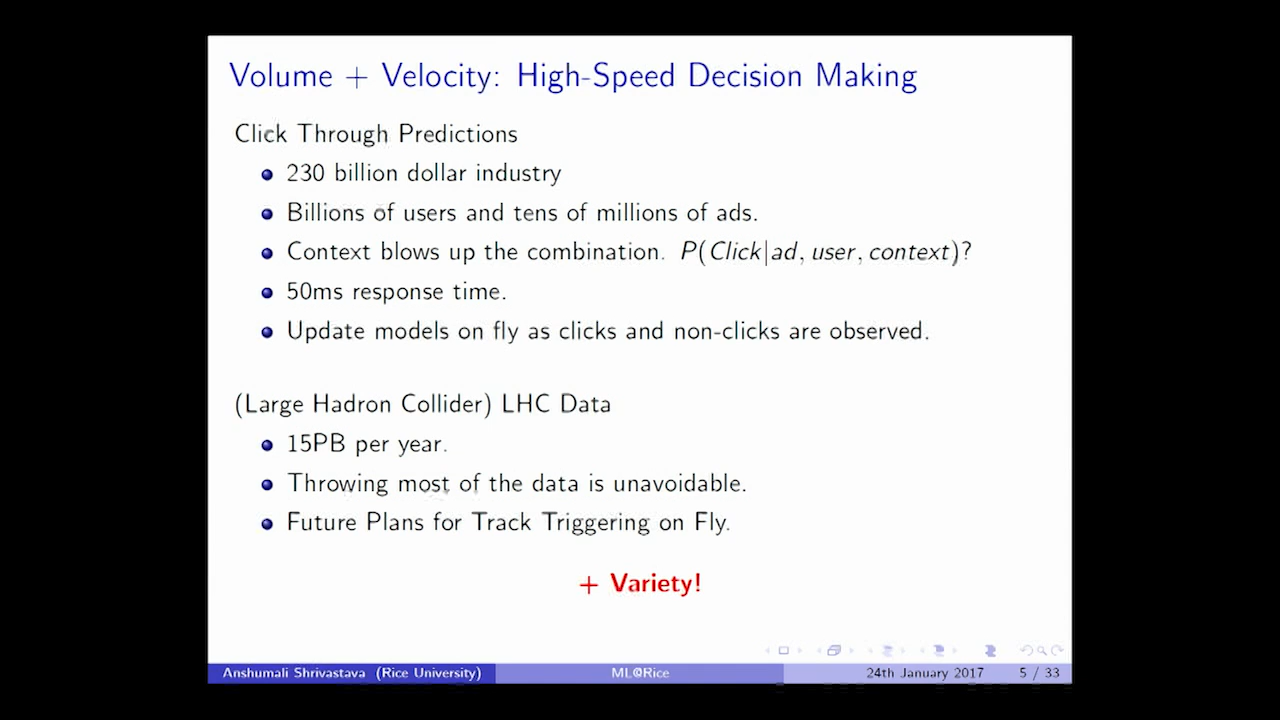 Volume + Velocity: High-Speed Decision Making
Click Through Predictions
230 billion dollar industry
Billions of users and tens of millions of ads.
Context blows up the combination. P(Click|ad, user, context)?
50ms response time.
Update models on fly as clicks and non-clicks are observed.
(Large Hadron Collider) LHC Data
15PB per year.
Throwing most of the data is unavoidable.
Future Plans for Track Triggering on Fly.
+ Variety!
Anshumali Shrivastava (Rice University) ML@Rice 24th January 2017 5 / 33